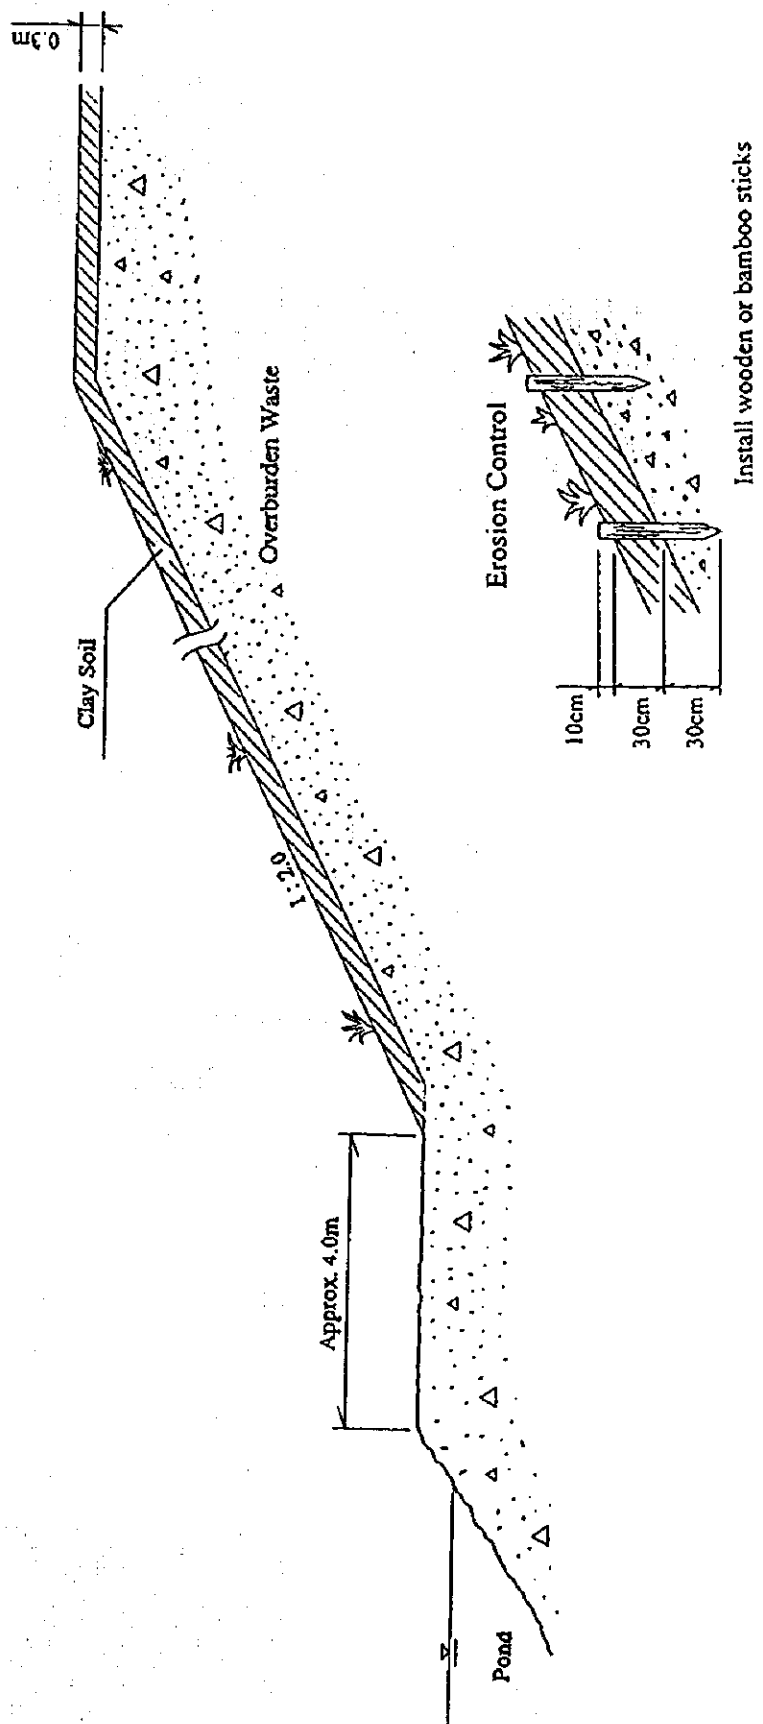 0.3m
Clay Soil
Overburden Waste
1:2.0
Approx. 4.0m
Pond
Erosion Control
10cm
30cm
30cm
Install wooden or bamboo sticks